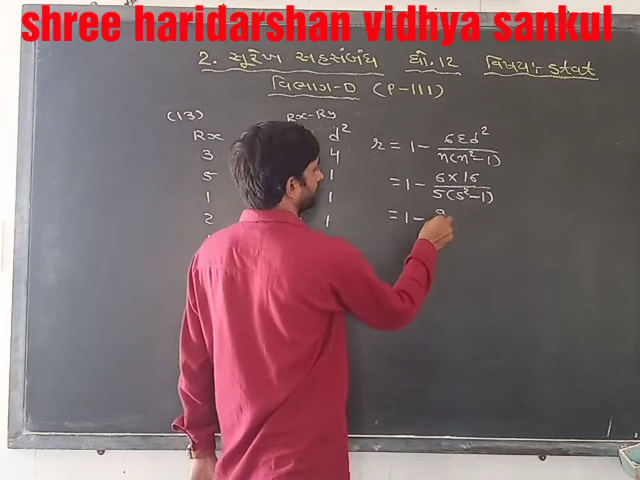 shree haridarshan vidhya sankul
2. સુરેખ સહસંબંધ ધો.12 વિષય: stat
વિભાગ-D (P-111)
(13) Rx-Ry
Rx d²
3 4
5 1
1 1
2 1
r = 1 - 6Σd² / n(n²-1)
= 1 - 6×16 / 5(5²-1)
= 1 - 9